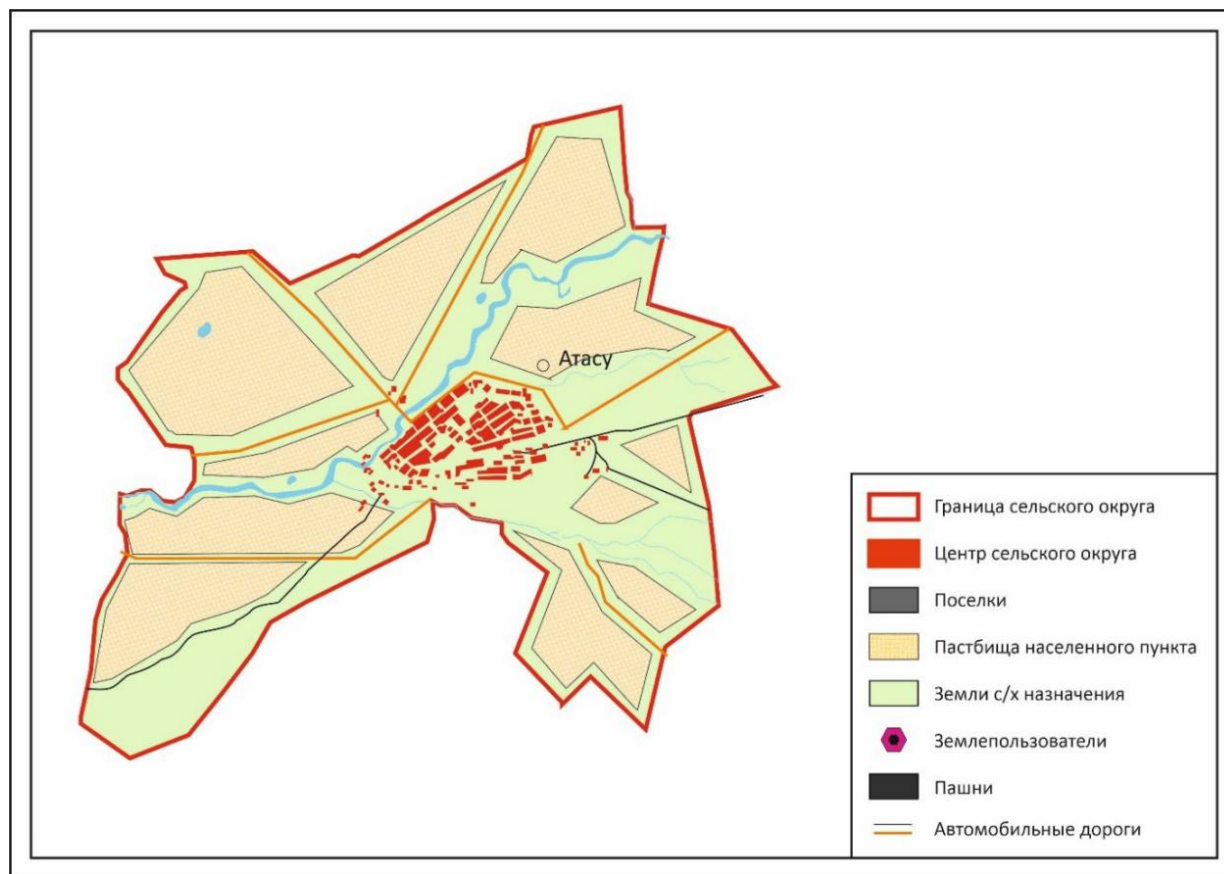 Атасу
Граница сельского округа
Центр сельского округа
Поселки
Пастбища населенного пункта
Земли с/х назначения
Землепользователи
Пашни
Автомобильные дороги